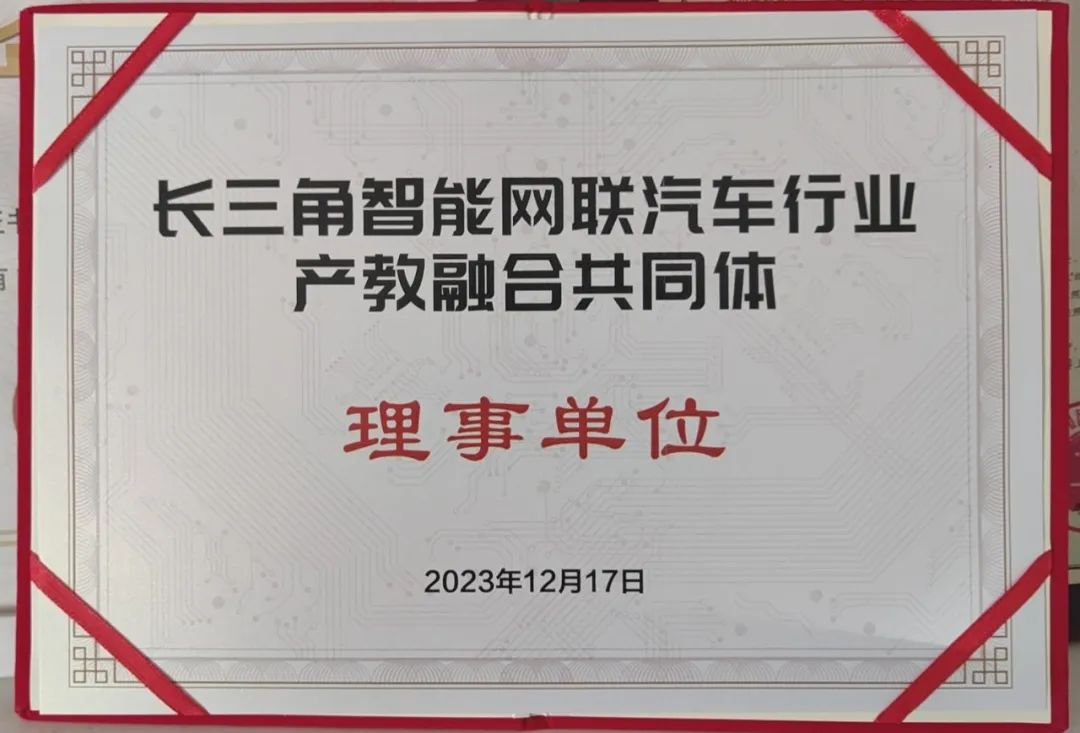 长三角智能网联汽车行业
产教融合共同体
理事单位
2023年12月17日